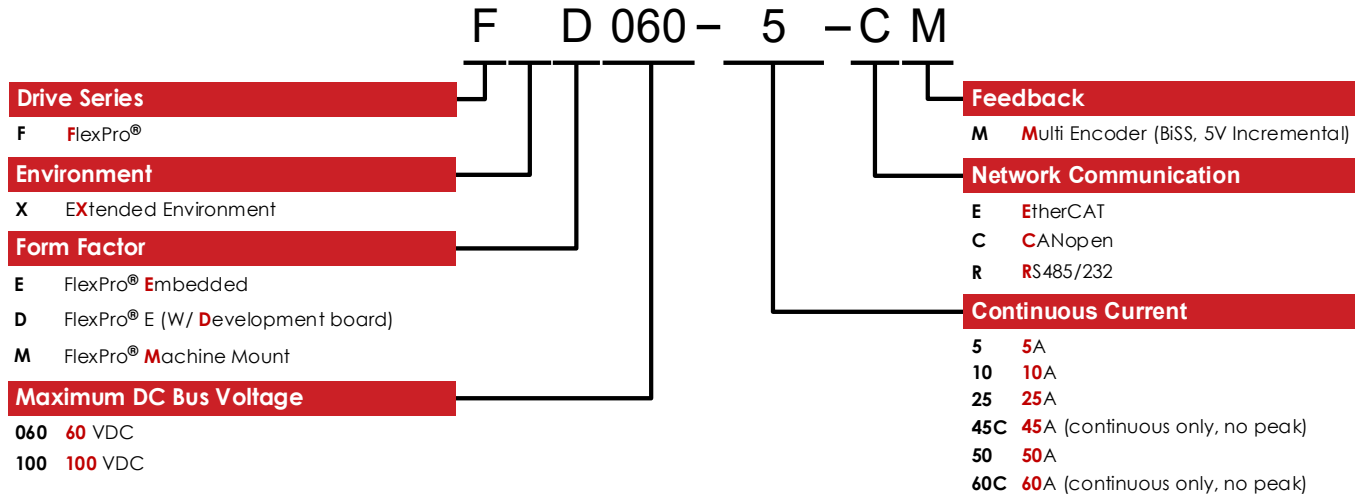 F D 060 – 5 – C M
Drive Series
F FlexPro®
Environment
X EXtended Environment
Form Factor
E FlexPro® Embedded
D FlexPro® E (W/ Development board)
M FlexPro® Machine Mount
Maximum DC Bus Voltage
060 60 VDC
100 100 VDC
Feedback
M Multi Encoder (BiSS, 5V Incremental)
Network Communication
E EtherCAT
C CANopen
R RS485/232
Continuous Current
5 5A
10 10A
25 25A
45C 45A (continuous only, no peak)
50 50A
60C 60A (continuous only, no peak)